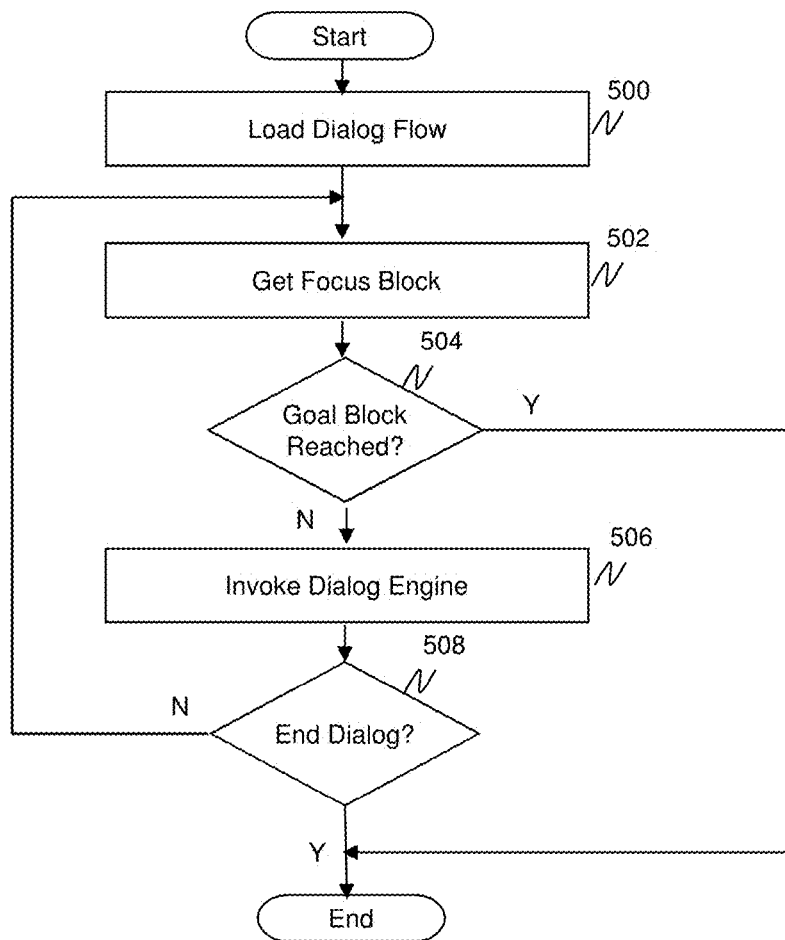 Start
500
Load Dialog Flow
502
Get Focus Block
504
Goal Block
Reached?
Y
N
506
Invoke Dialog Engine
508
N
End Dialog?
Y
End